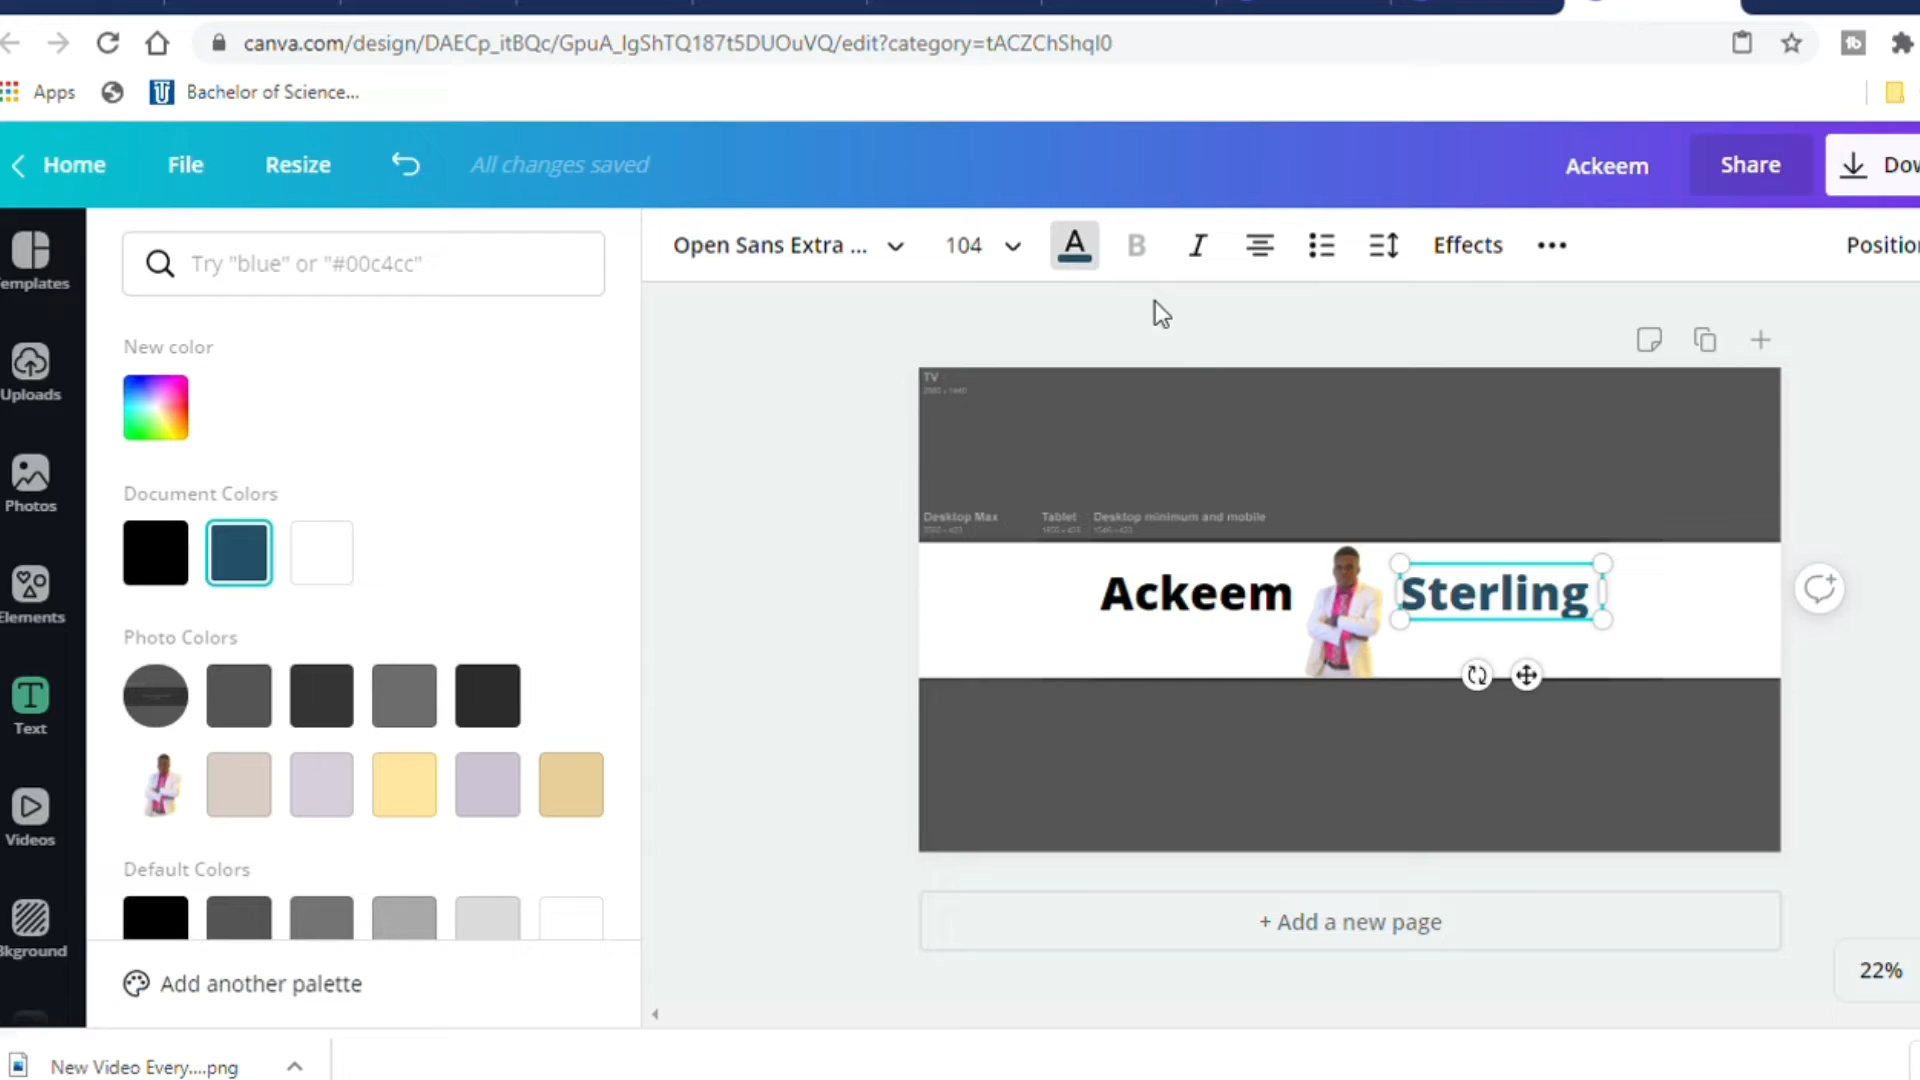 canva.com/design/DAECp_itBQc/GpuA_lgShTQ187t5DUOuVQ/edit?category=tACZChShqI0
Apps
Bachelor of Science...
Home
File
Resize
All changes saved
Ackeem
Share
Dow
Try "blue" or "#00c4cc"
Open Sans Extra ...
104
A
B
I
Effects
Positio
emplates
Uploads
Photos
Elements
Text
Videos
Bkground
New color
Document Colors
Photo Colors
Default Colors
Add another palette
TV
Desktop Max
Tablet
Desktop minimum and mobile
Ackeem
Sterling
+ Add a new page
22%
New Video Every....png